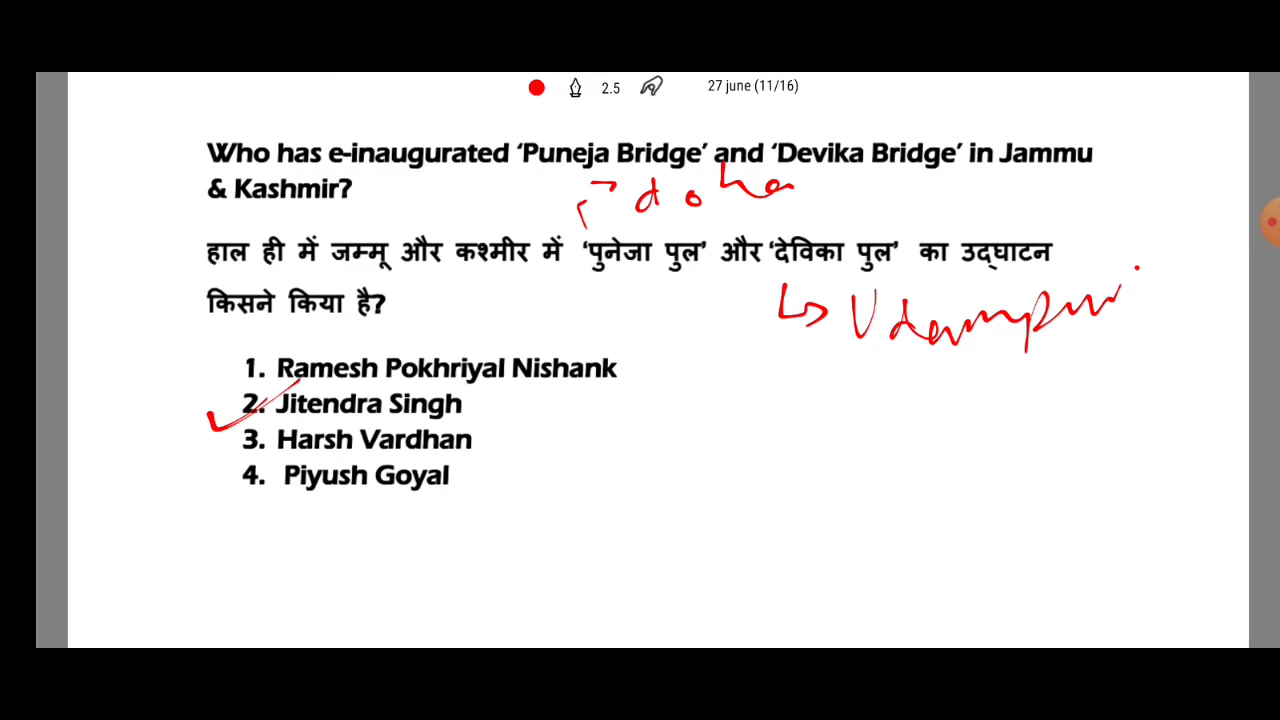 2.5 27 june (11/16)
Who has e-inaugurated ‘Puneja Bridge’ and ‘Devika Bridge’ in Jammu
& Kashmir?
doha
हाल ही में जम्मू और कश्मीर में ‘पुनेजा पुल’ और ‘देविका पुल’ का उद्घाटन
किसने किया है?
Udampur
1. Ramesh Pokhriyal Nishank
2. Jitendra Singh
3. Harsh Vardhan
4. Piyush Goyal